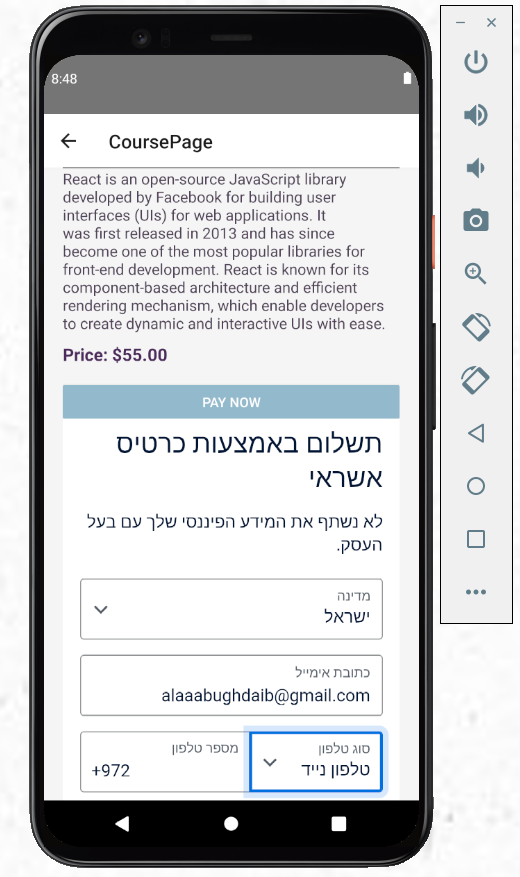 8:48
CoursePage
React is an open-source JavaScript library
developed by Facebook for building user
interfaces (UIs) for web applications. It
was first released in 2013 and has since
become one of the most popular libraries for
front-end development. React is known for its
component-based architecture and efficient
rendering mechanism, which enable developers
to create dynamic and interactive UIs with ease.
Price: $55.00
PAY NOW
תשלום באמצעות כרטיס
אשראי
לא נשתף את המידע הפיננסי שלך עם בעל
העסק.
מדינה
ישראל
כתובת אימייל
alaaabughdaib@gmail.com
סוג טלפון
טלפון נייד
מספר טלפון
+972